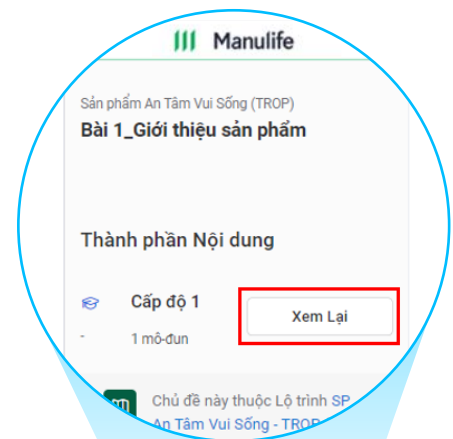 Manulife
Sản phẩm An Tâm Vui Sống (TROP)
Bài 1_Giới thiệu sản phẩm
Thành phần Nội dung
Cấp độ 1
Xem Lại
- 1 mô-đun
Chủ đề này thuộc Lộ trình SP
An Tâm Vui Sống - TROP